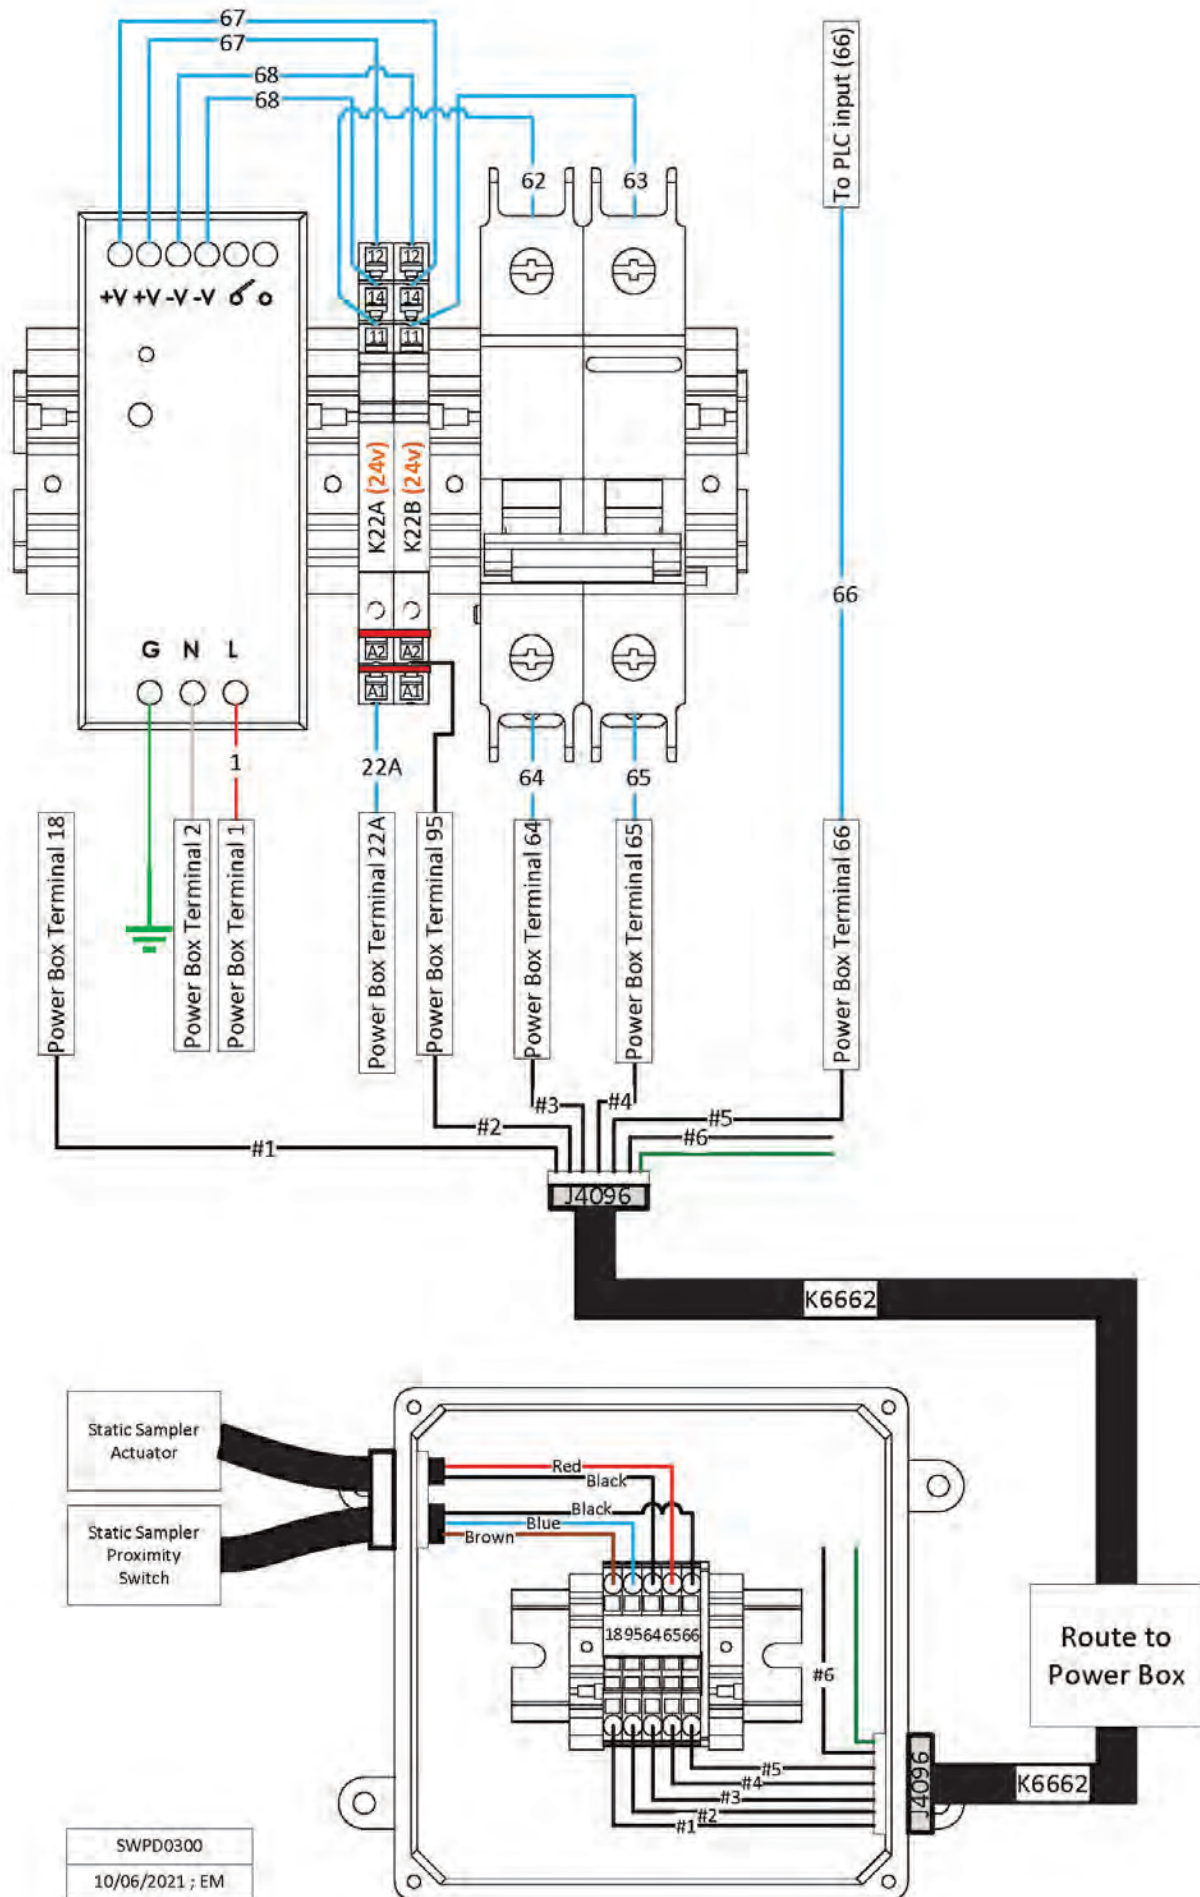 67
67
68
68
62
63
To PLC input (66)
+V +V -V -V
12 12
14 14
11 11
K22A (24v)
K22B (24v)
66
G N L
A2 A2
A1 A1
1
22A
64
65
Power Box Terminal 18
Power Box Terminal 2
Power Box Terminal 1
Power Box Terminal 22A
Power Box Terminal 95
Power Box Terminal 64
Power Box Terminal 65
Power Box Terminal 66
#3
#4
#5
#2
#6
#1
J4096
K6662
Static Sampler
Actuator
Static Sampler
Proximity
Switch
Red
Black
Black
Blue
Brown
18 95 64 65 66
#6
Route to
Power Box
#5
#4
#3
#2
#1
J4096
K6662
SWPD0300
10/06/2021 ; EM